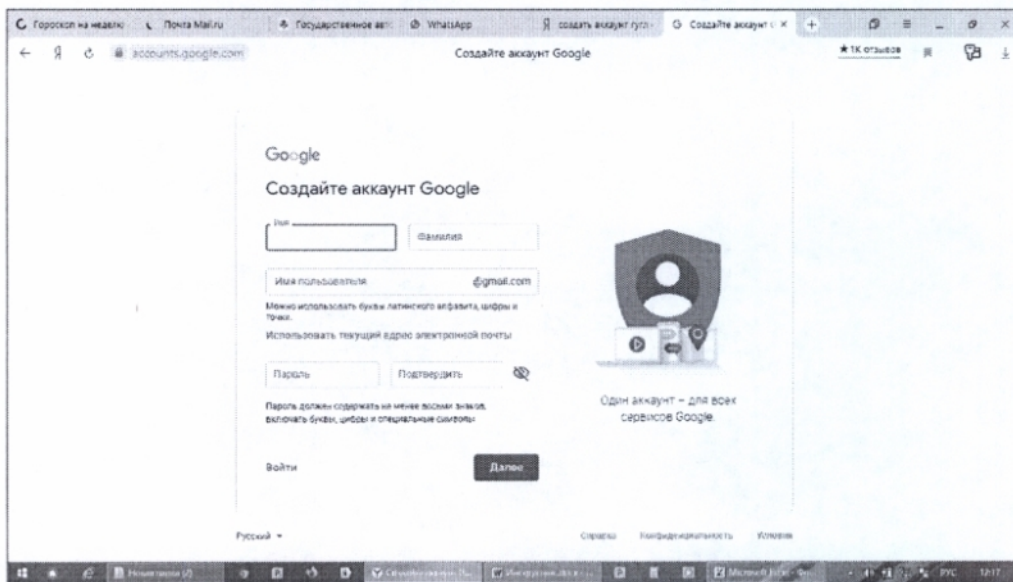 Гороскоп на неделю Почта Mail.ru Государственное авт WhatsApp создать аккаунт гугл - Создайте аккаунт
accounts.google.com Создайте аккаунт Google ★1K отзывов
Google
Создайте аккаунт Google
Имя
Фамилия
Имя пользователя @gmail.com
Можно использовать буквы латинского алфавита, цифры и
точки.
Использовать текущий адрес электронной почты
Пароль Подтвердить
Пароль должен содержать не менее восьми знаков,
включать буквы, цифры и специальные символы
Один аккаунт – для всех
сервисов Google.
Войти Далее
Русский Справка Конфиденциальность Условия
РУС 12:17